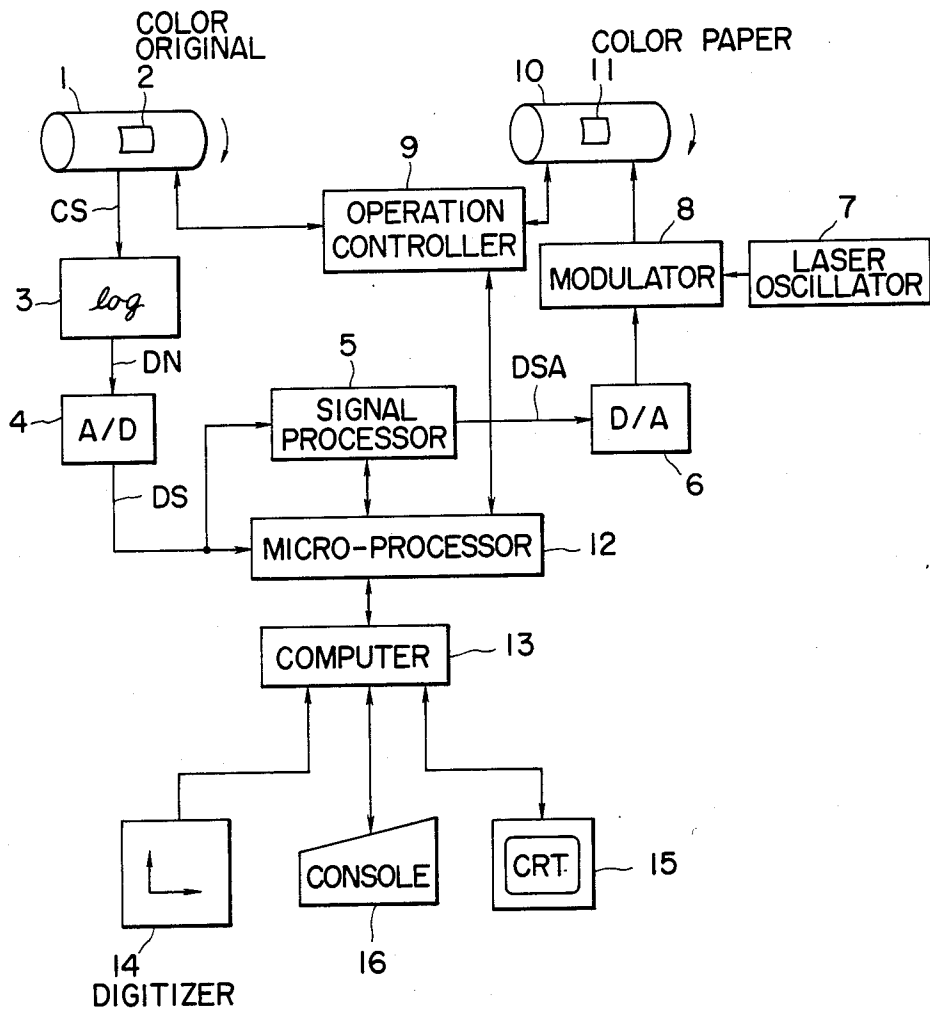 COLOR
ORIGINAL
1
2
COLOR PAPER
10
11
CS
9
OPERATION
CONTROLLER
8
MODULATOR
7
LASER
OSCILLATOR
3
log
DN
4
A/D
DS
5
SIGNAL
PROCESSOR
DSA
D/A
6
MICRO-PROCESSOR
12
COMPUTER
13
14
DIGITIZER
CONSOLE
16
CRT
15